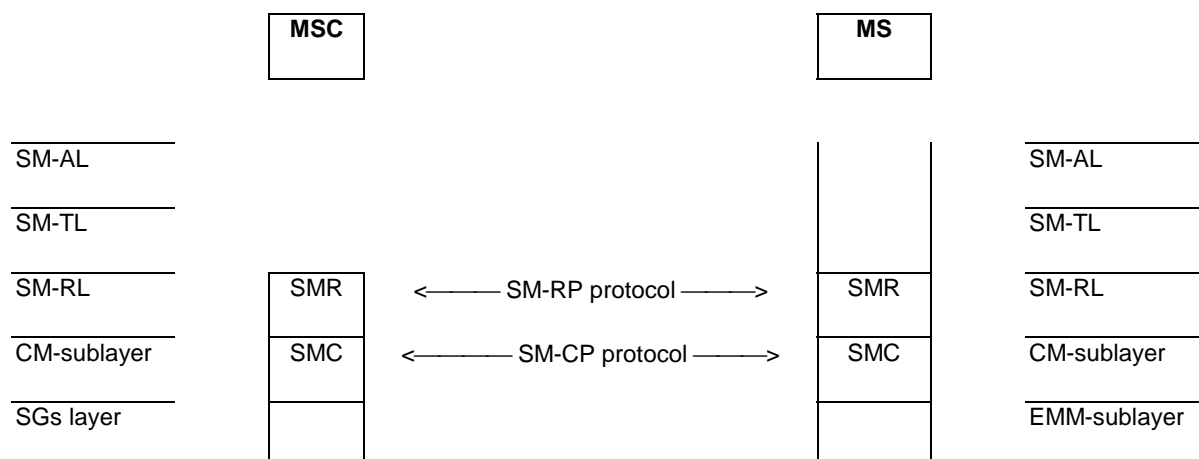 MSC MS
SM-AL SM-AL
SM-TL SM-TL
SM-RL SMR <——— SM-RP protocol ———> SMR SM-RL
CM-sublayer SMC <———— SM-CP protocol ———> SMC CM-sublayer
SGs layer EMM-sublayer